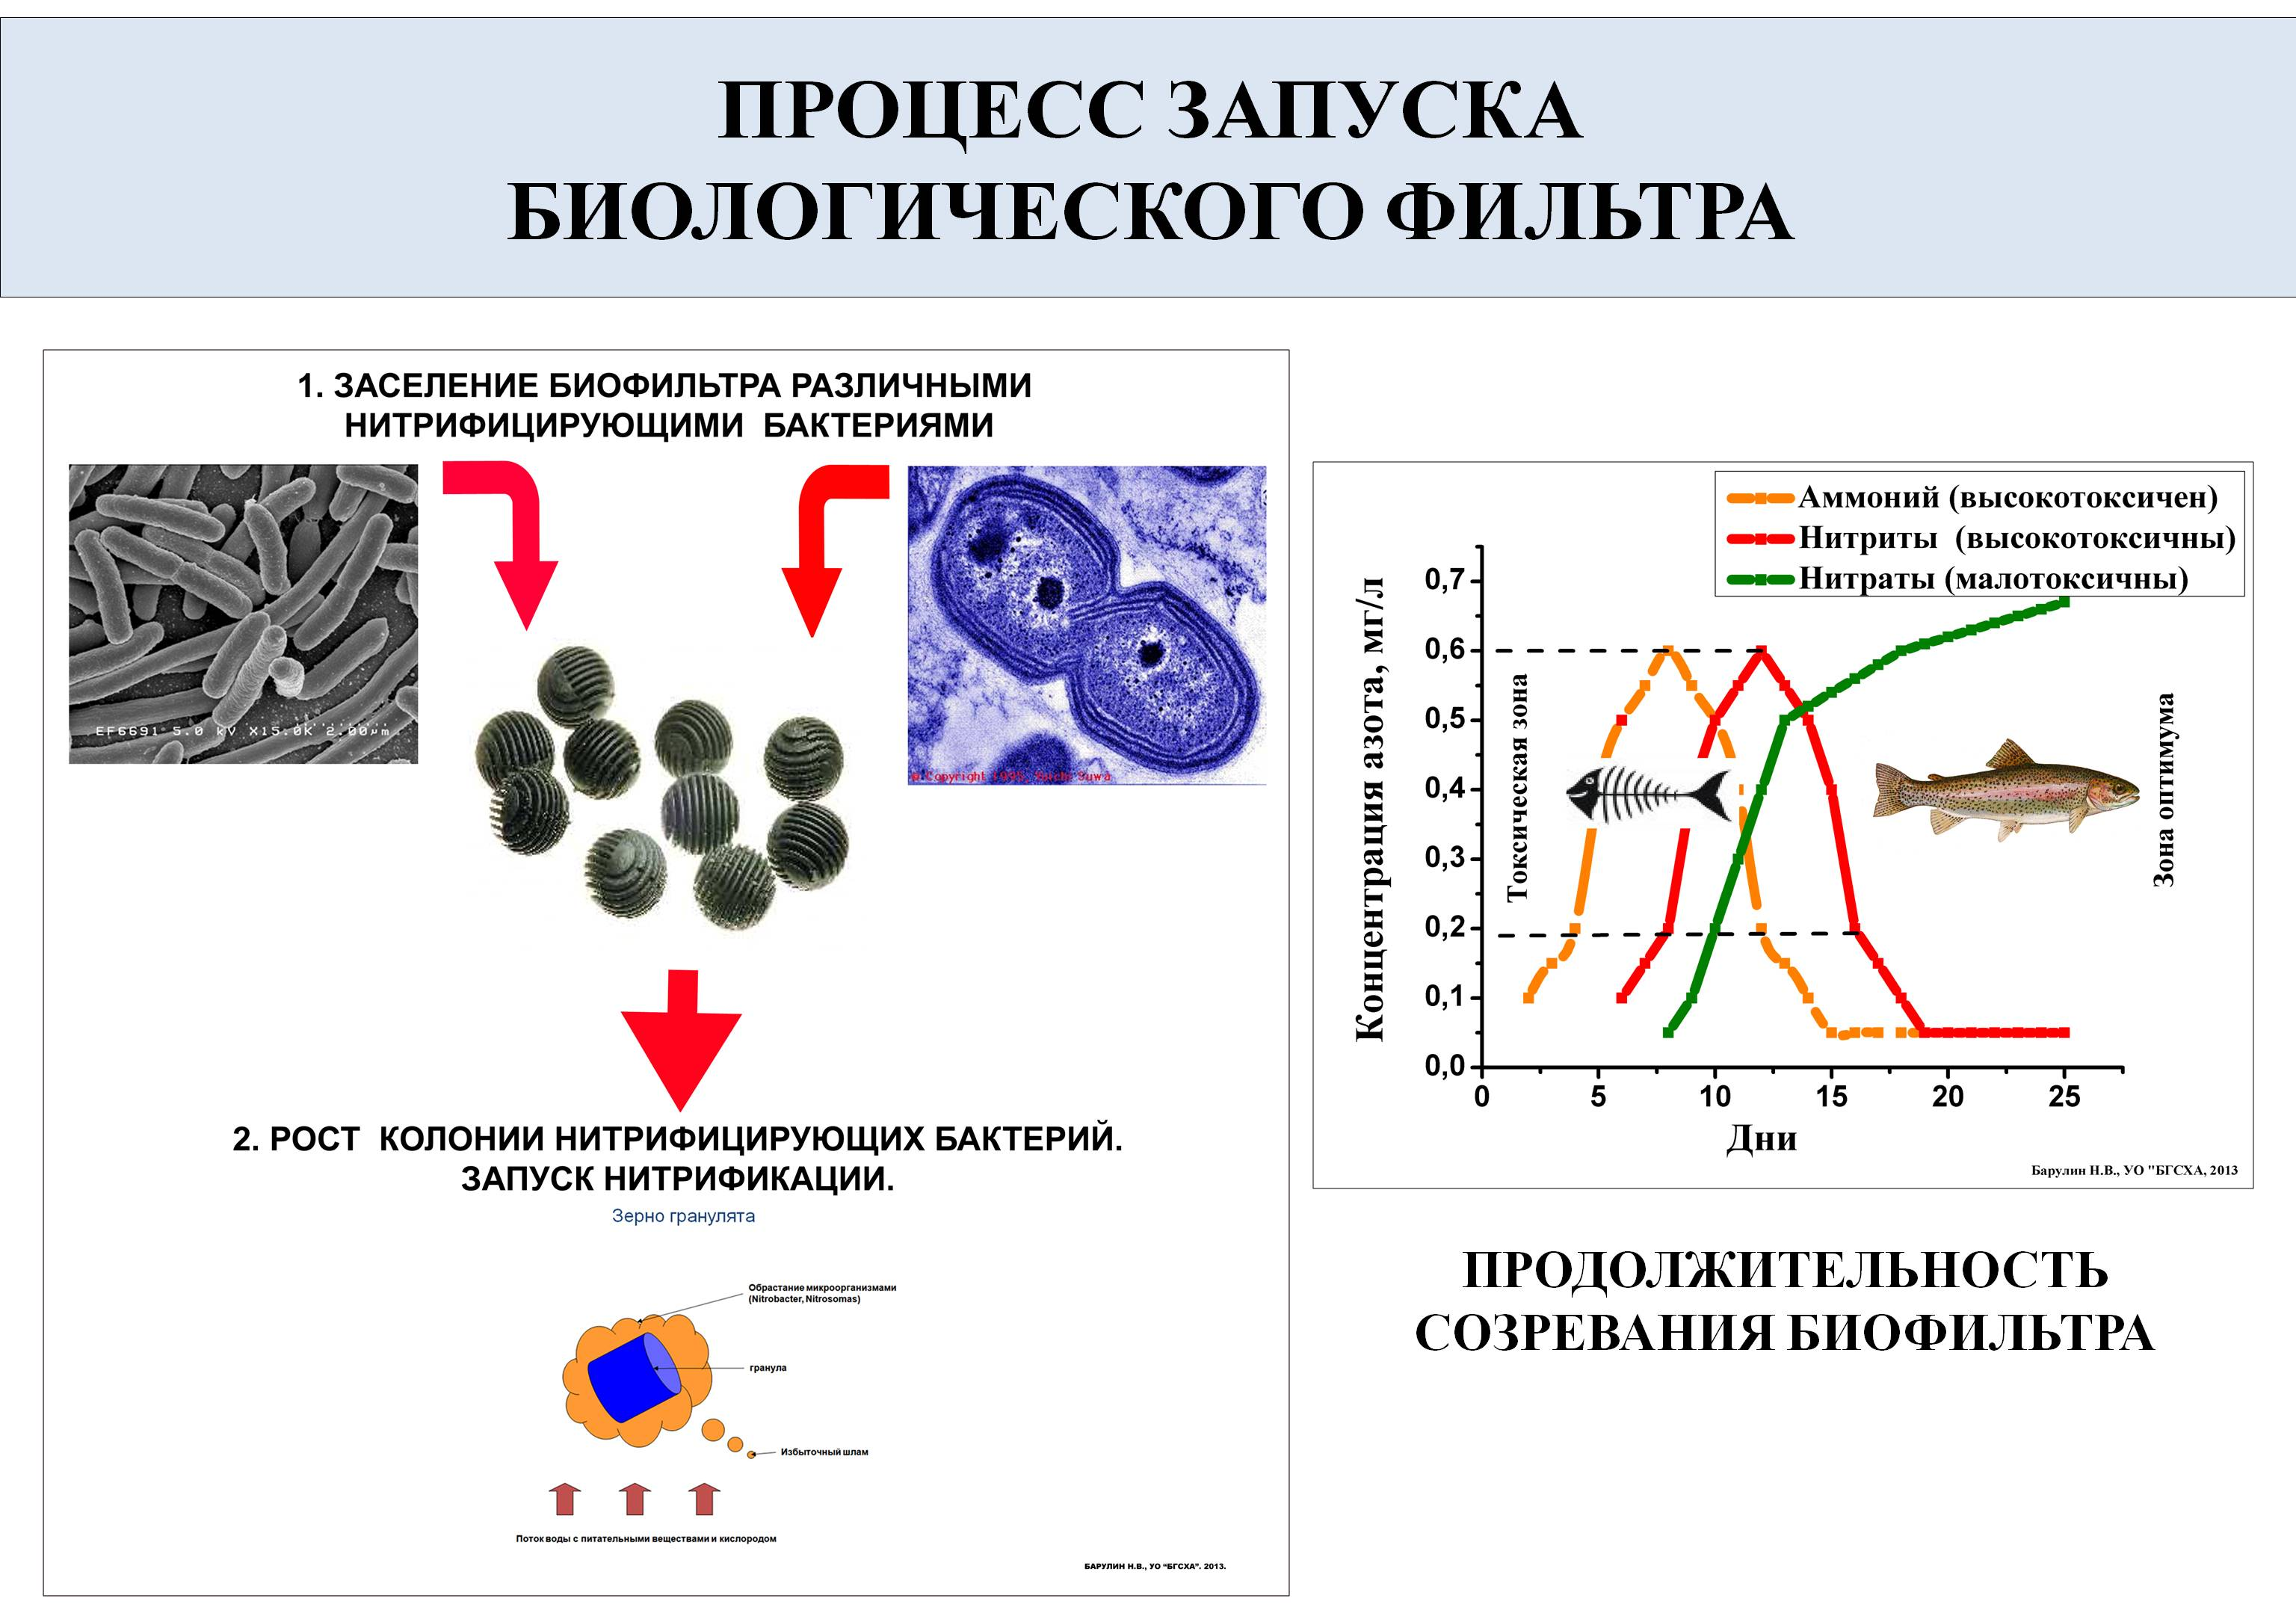 ПРОЦЕСС ЗАПУСКА
БИОЛОГИЧЕСКОГО ФИЛЬТРА
1. ЗАСЕЛЕНИЕ БИОФИЛЬТРА РАЗЛИЧНЫМИ
НИТРИФИЦИРУЮЩИМИ БАКТЕРИЯМИ
EF6691 5.0 kV X15.0K 2.00µm
© Copyright 1995, Yuichi Suwa
2. РОСТ КОЛОНИИ НИТРИФИЦИРУЮЩИХ БАКТЕРИЙ.
ЗАПУСК НИТРИФИКАЦИИ.
Зерно гранулята
Обрастание микроорганизмами
(Nitrobacter, Nitrosomas)
гранула
Избыточный шлам
Поток воды с питательными веществами и кислородом
БАРУЛИН Н.В., УО “БГСХА”. 2013.
Аммоний (высокотоксичен)
Нитриты (высокотоксичны)
Нитраты (малотоксичны)
Концентрация азота, мг/л
0,7
0,6
0,5
0,4
0,3
0,2
0,1
0,0
Токсическая зона
Зона оптимума
0 5 10 15 20 25
Дни
Барулин Н.В., УО "БГСХА, 2013
ПРОДОЛЖИТЕЛЬНОСТЬ
СОЗРЕВАНИЯ БИОФИЛЬТРА